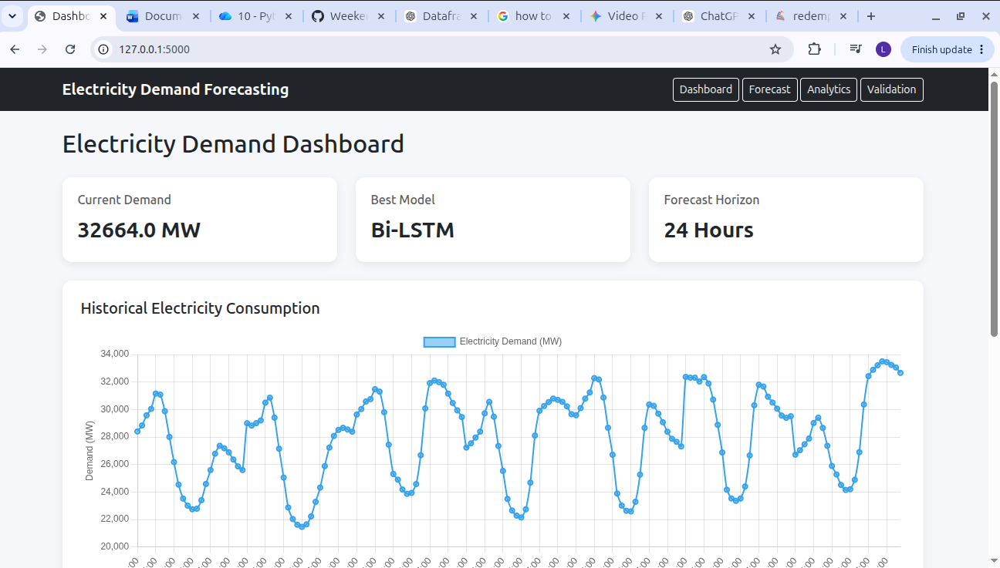 Dashbo
Docum
10 - Pyt
Weeke
Datafra
how to
Video F
ChatGP
redemp
127.0.0.1:5000
L
Finish update
Electricity Demand Forecasting
Dashboard
Forecast
Analytics
Validation
Electricity Demand Dashboard
Current Demand
32664.0 MW
Best Model
Bi-LSTM
Forecast Horizon
24 Hours
Historical Electricity Consumption
Electricity Demand (MW)
Demand (MW)
34,000
32,000
30,000
28,000
26,000
24,000
22,000
20,000